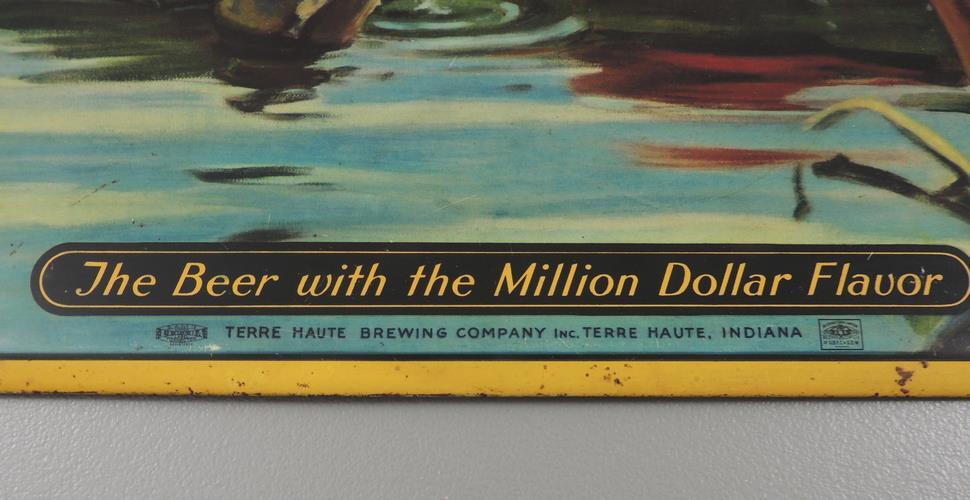 The Beer with the Million Dollar Flavor
TERRE HAUTE BREWING COMPANY INC. TERRE HAUTE, INDIANA